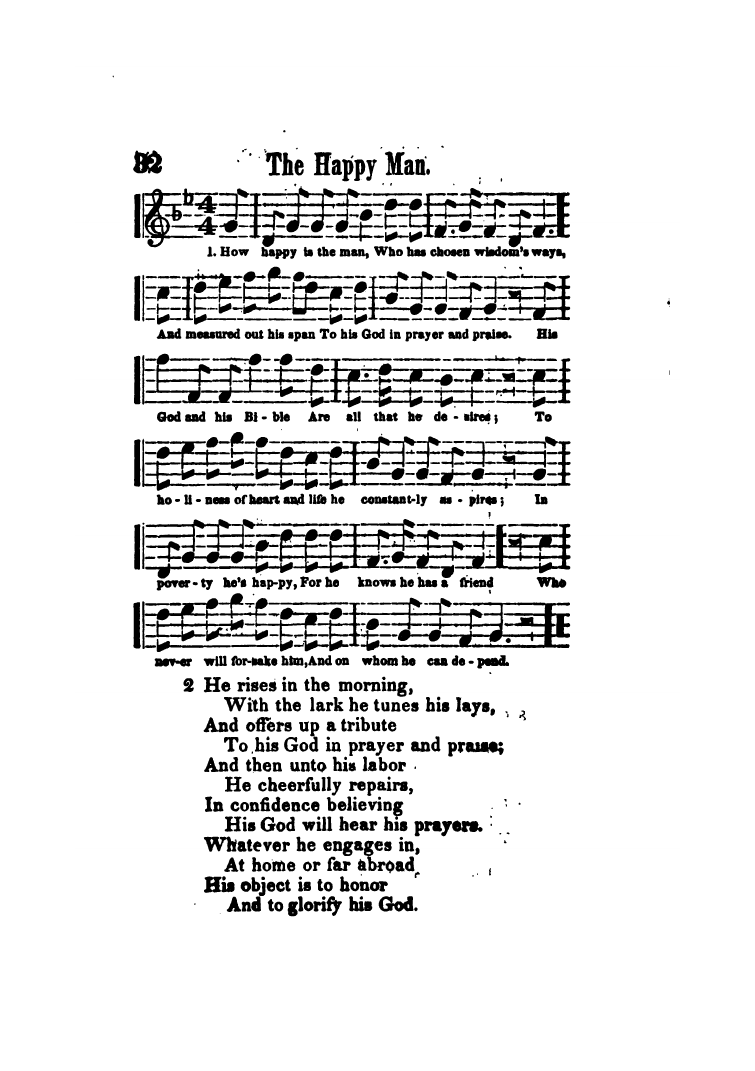 32
The Happy Man.
1. How happy is the man, Who has chosen wisdom's ways,
And measured out his span To his God in prayer and praise. His
God and his Bi - ble Are all that he de - sires; To
ho - li - ness of heart and life he constant-ly as - pires; In
pover - ty he's hap-py, For he knows he has a friend Who
nev-er will for-sake him, And on whom he can de - pend.
2 He rises in the morning,
With the lark he tunes his lays,
And offers up a tribute
To his God in prayer and praise;
And then unto his labor
He cheerfully repairs,
In confidence believing
His God will hear his prayers.
Whatever he engages in,
At home or far abroad
His object is to honor
And to glorify his God.